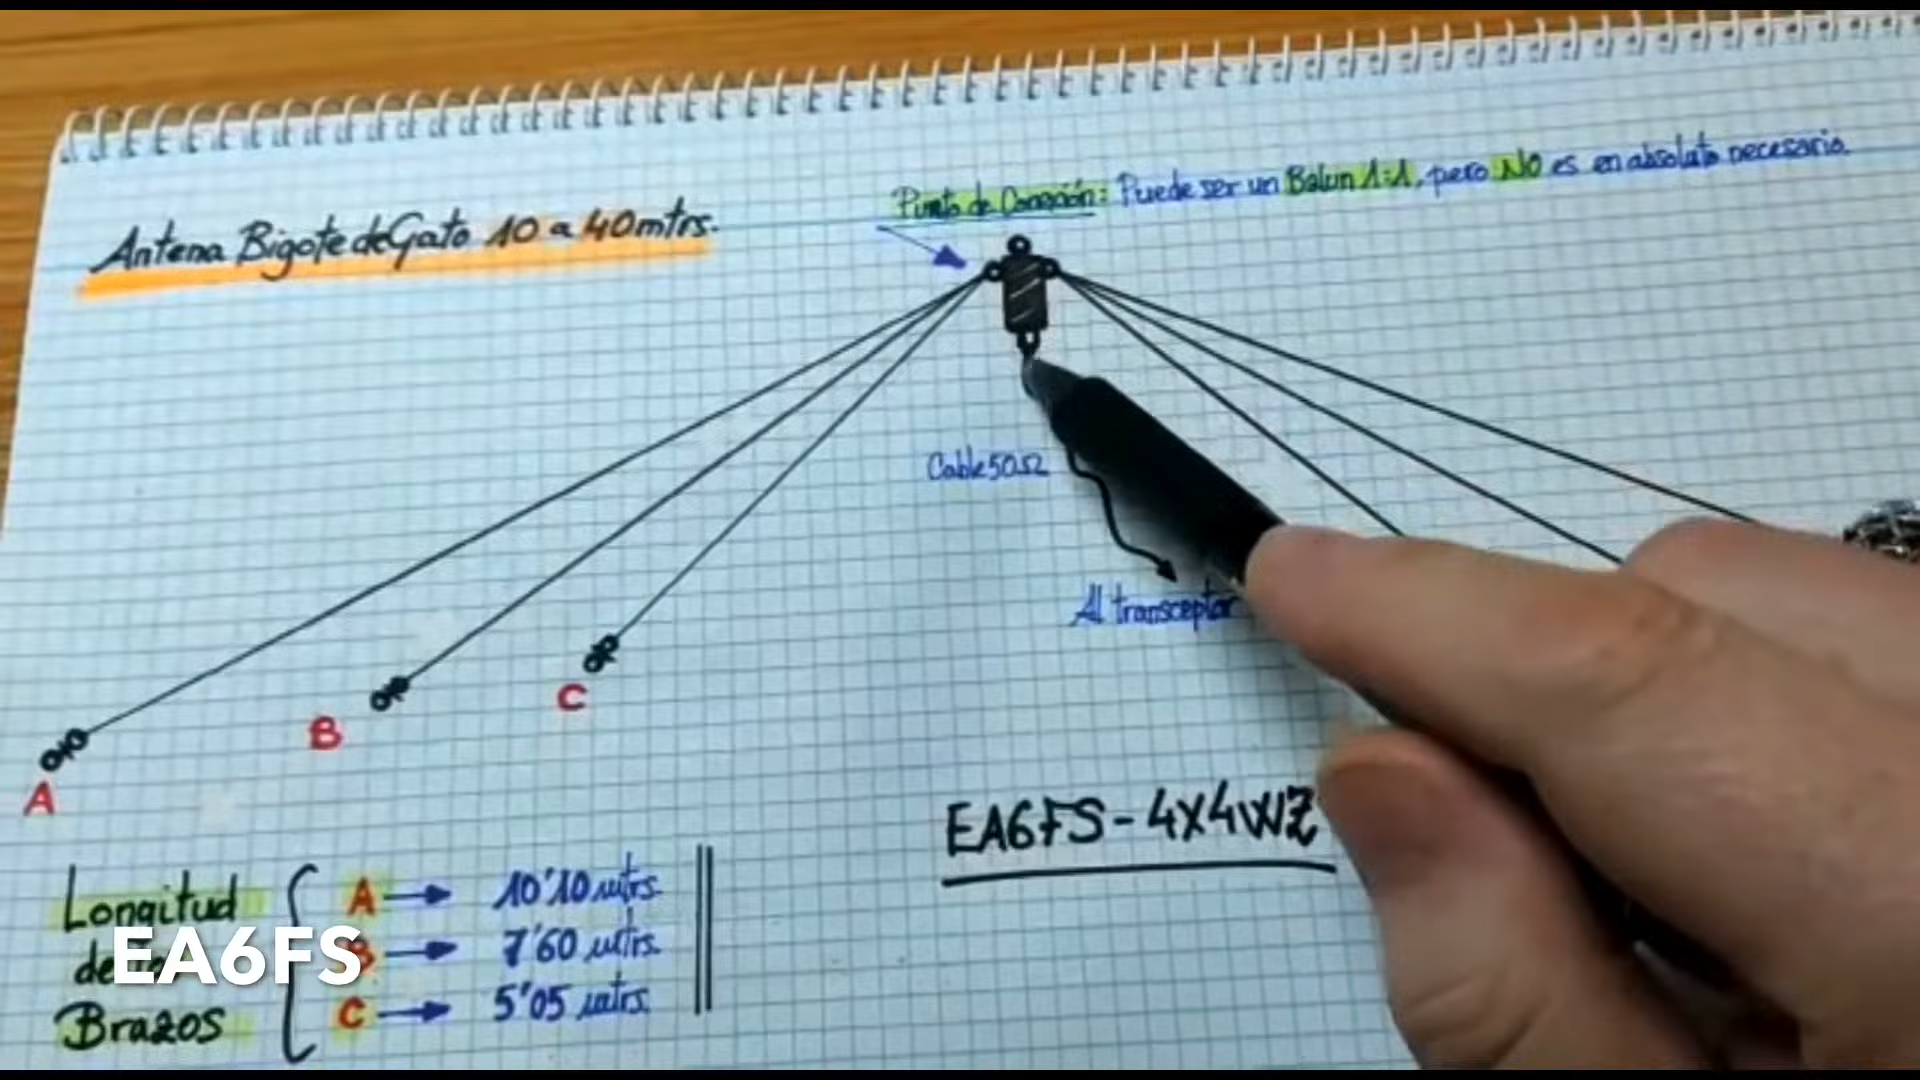 Antena Bigote de Gato 10 a 40 mtrs.
Punto de Conexión: Puede ser un Balun 1:1, pero NO es en absoluto necesario.
Cable 50Ω
Al transceptor
A
B
C
EA6FS - 4X4WZ
Longitud
Brazos
A → 10'10 mtrs.
B → 7'60 mtrs.
C → 5'05 mtrs.
EA6FS